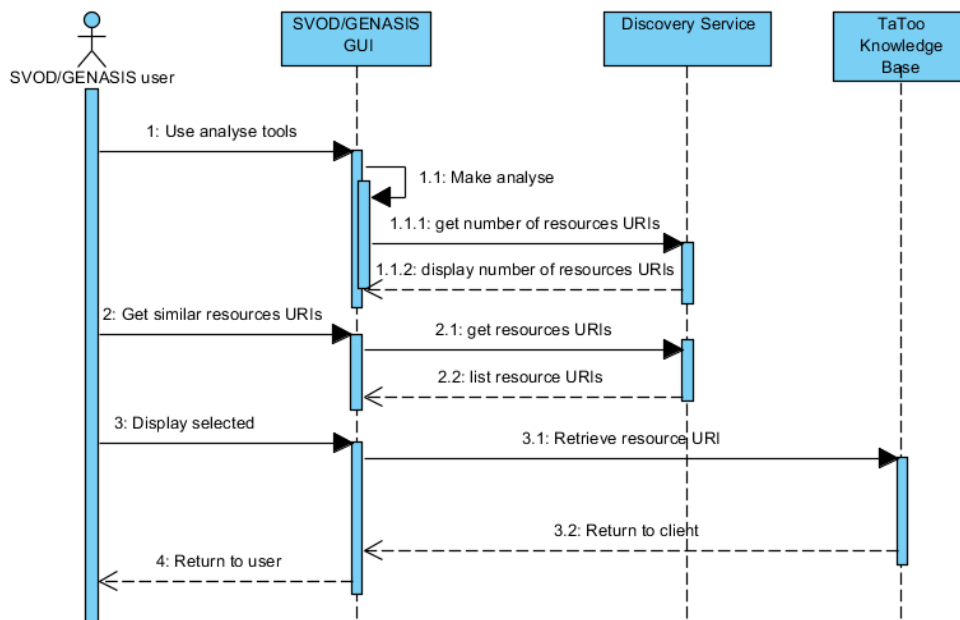 SVOD/GENASIS user
SVOD/GENASIS
GUI
Discovery Service
TaToo
Knowledge
Base
1: Use analyse tools
1.1: Make analyse
1.1.1: get number of resources URIs
1.1.2: display number of resources URIs
2: Get similar resources URIs
2.1: get resources URIs
2.2: list resource URIs
3: Display selected
3.1: Retrieve resource URI
3.2: Return to client
4: Return to user